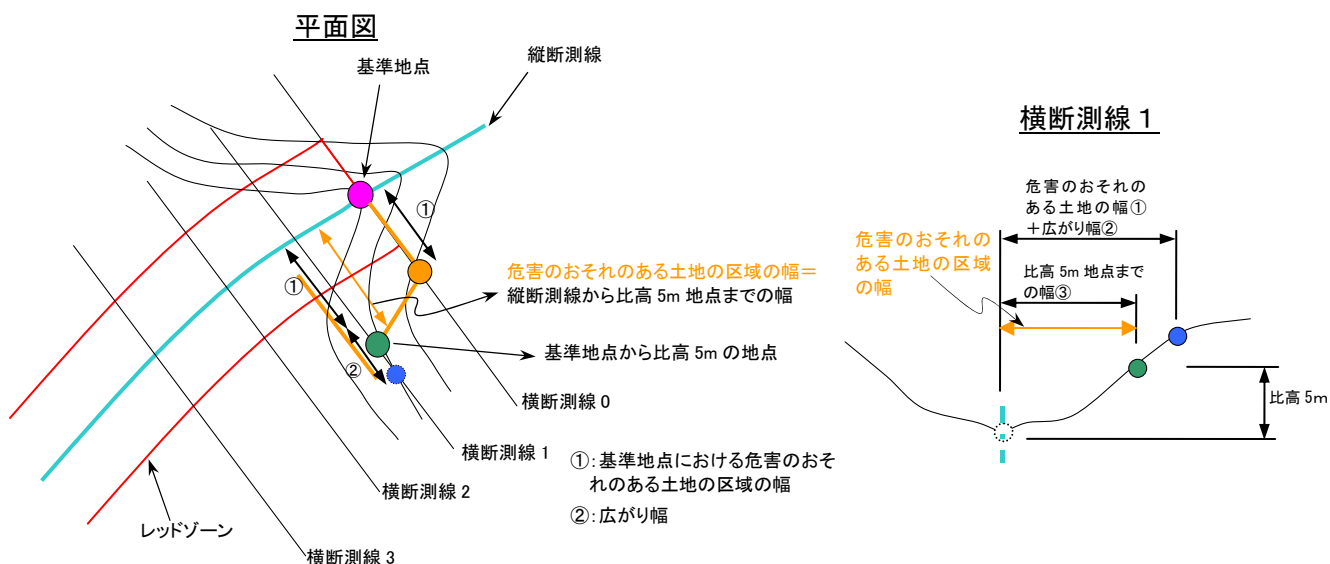 平面図
基準地点
縦断測線
①
危害のおそれのある土地の区域の幅＝
縦断測線から比高 5m 地点までの幅
①
基準地点から比高 5m の地点
②
横断測線 0
横断測線 1
横断測線 2
横断測線 3
レッドゾーン
①：基準地点における危害のおそ
れのある土地の区域の幅
②：広がり幅
横断測線 1
危害のおそれの
ある土地の幅①
＋広がり幅②
危害のおそれの
ある土地の区域
の幅
比高 5m 地点まで
の幅③
比高 5m